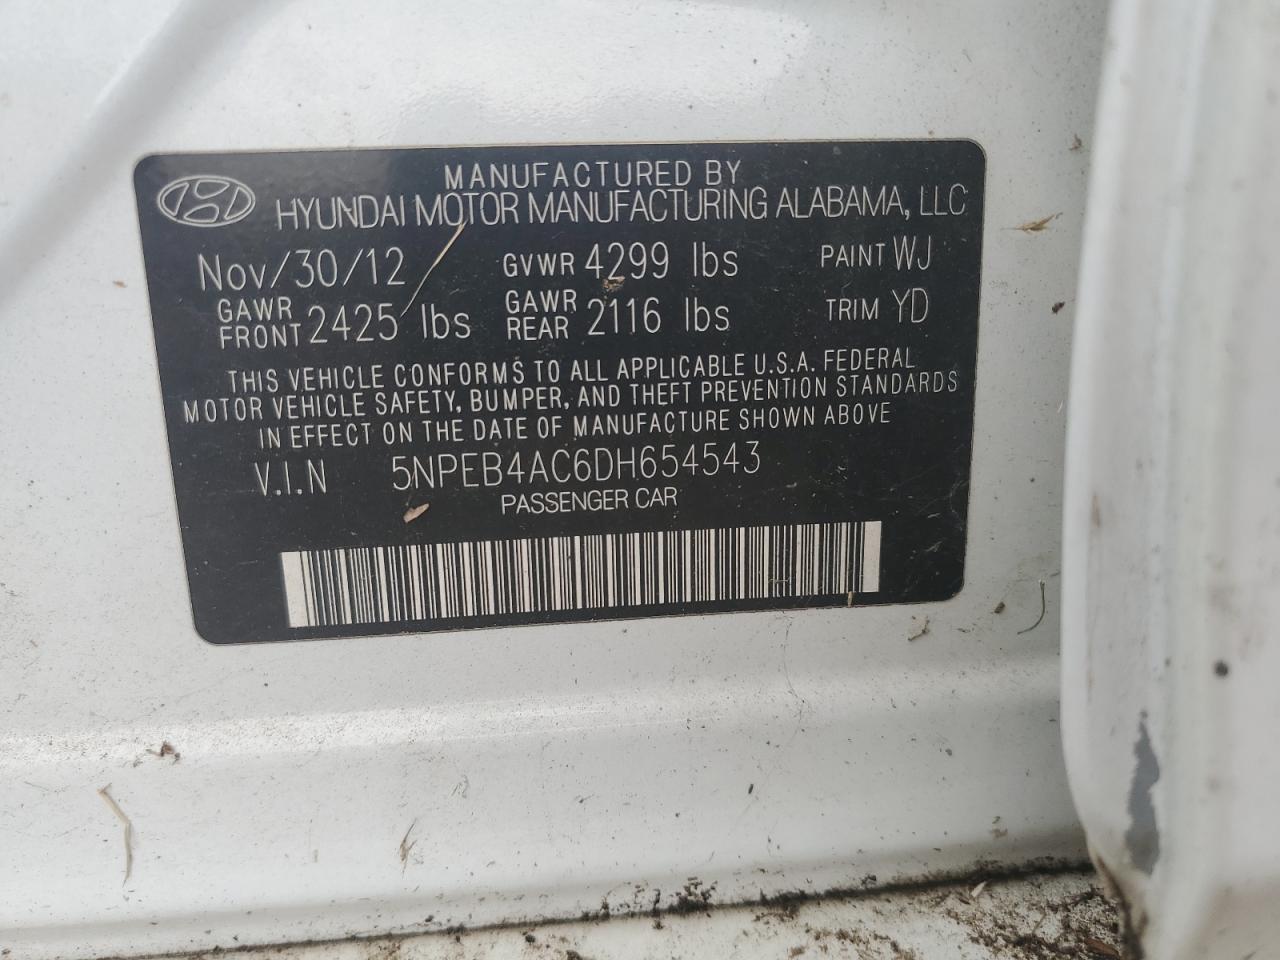 MANUFACTURED BY
HYUNDAI MOTOR MANUFACTURING ALABAMA, LLC
Nov/30/12 GVWR 4299 lbs PAINT WJ
GAWR FRONT 2425 lbs GAWR REAR 2116 lbs TRIM YD
THIS VEHICLE CONFORMS TO ALL APPLICABLE U.S.A. FEDERAL
MOTOR VEHICLE SAFETY, BUMPER, AND THEFT PREVENTION STANDARDS
IN EFFECT ON THE DATE OF MANUFACTURE SHOWN ABOVE
V.I.N 5NPEB4AC6DH654543
PASSENGER CAR